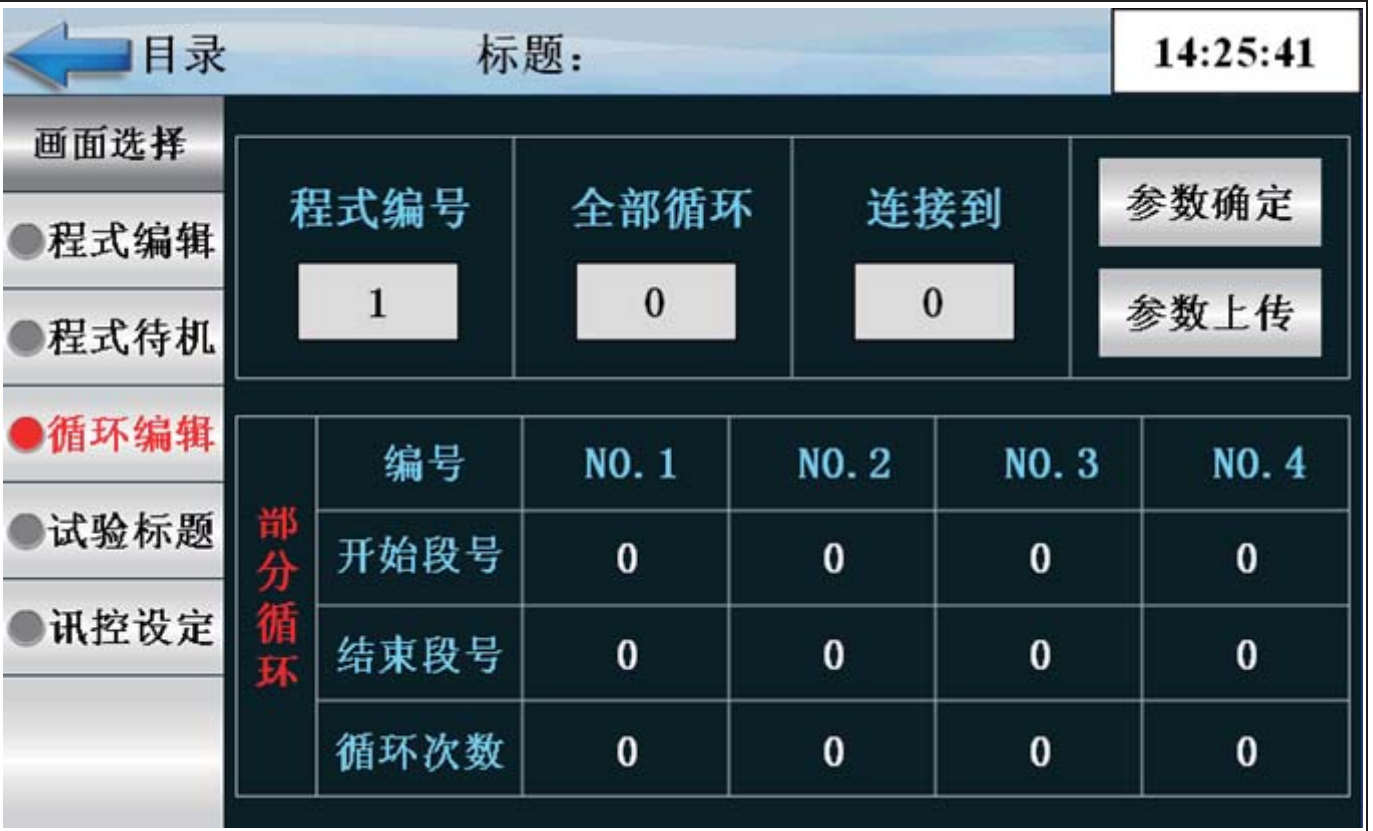 目录 标题： 14:25:41
画面选择
程式编辑
程式待机
循环编辑
试验标题
讯控设定
程式编号 全部循环 连接到 参数确定
1 0 0 参数上传
部分循环
编号 NO. 1 NO. 2 NO. 3 NO. 4
开始段号 0 0 0 0
结束段号 0 0 0 0
循环次数 0 0 0 0